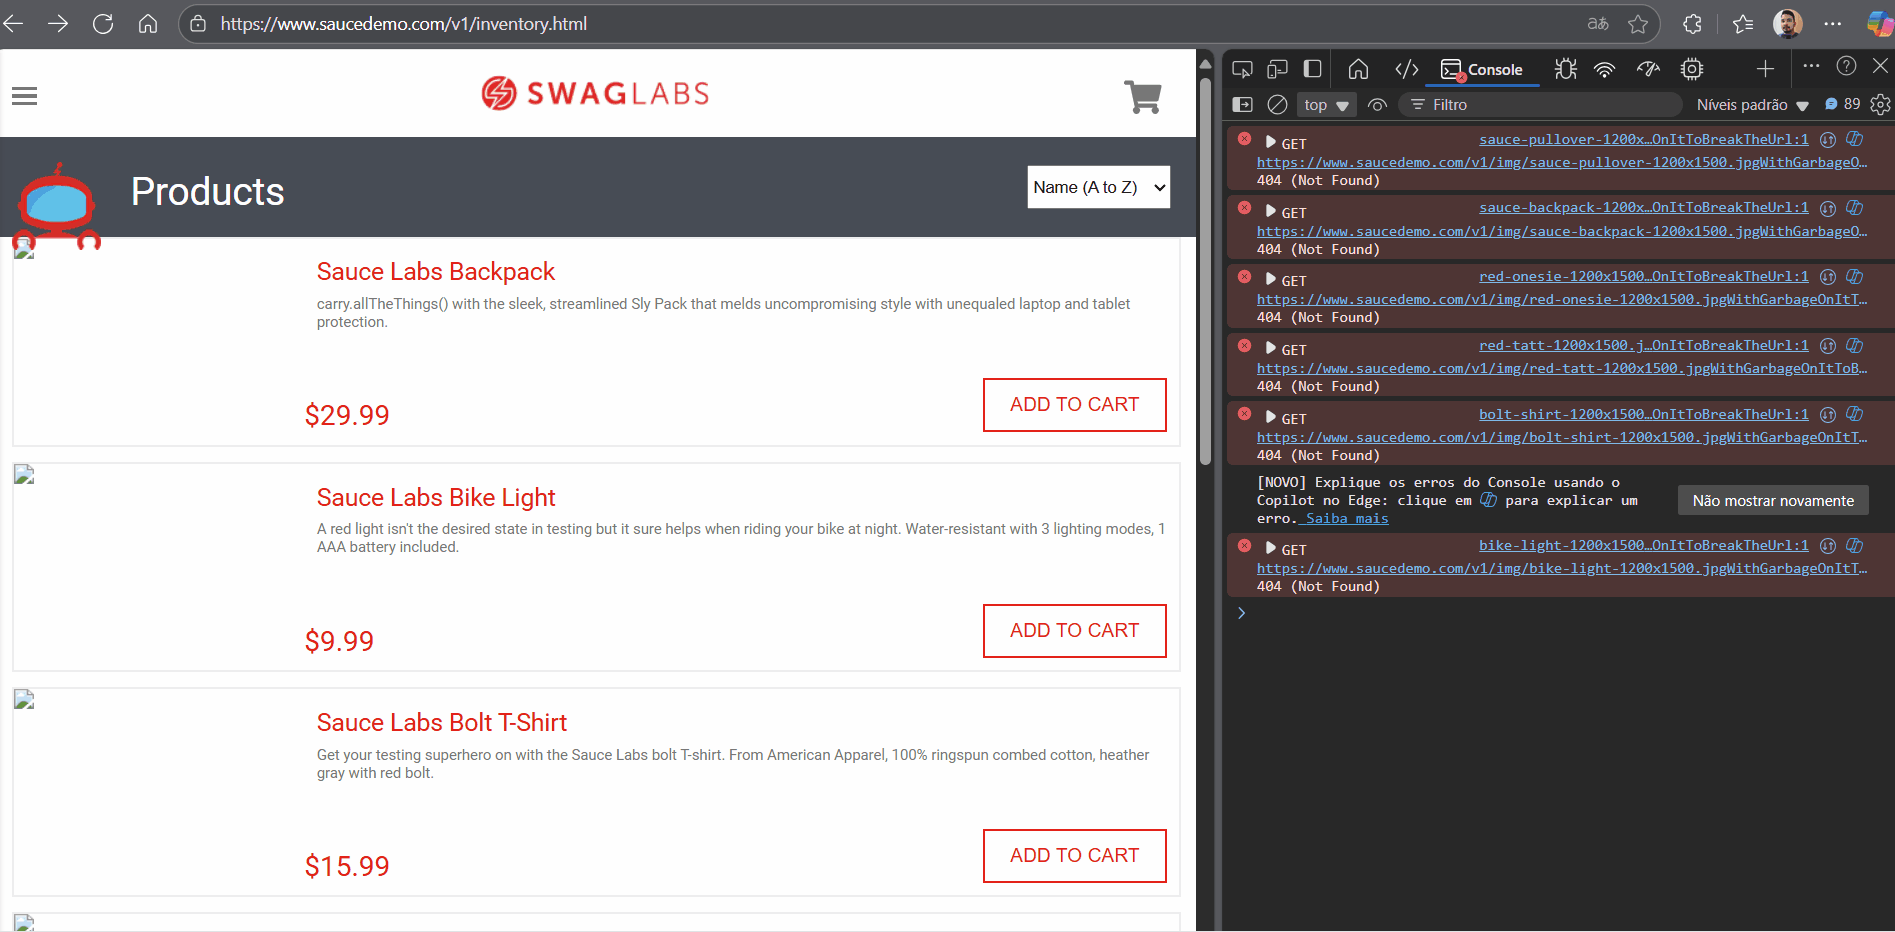 https://www.saucedemo.com/v1/inventory.html
SWAGLABS
Products
Name (A to Z)
Sauce Labs Backpack
carry.allTheThings() with the sleek, streamlined Sly Pack that melds uncompromising style with unequaled laptop and tablet
protection.
$29.99
ADD TO CART
Sauce Labs Bike Light
A red light isn't the desired state in testing but it sure helps when riding your bike at night. Water-resistant with 3 lighting modes, 1
AAA battery included.
$9.99
ADD TO CART
Sauce Labs Bolt T-Shirt
Get your testing superhero on with the Sauce Labs bolt T-shirt. From American Apparel, 100% ringspun combed cotton, heather
gray with red bolt.
$15.99
ADD TO CART
Console
top
Filtro
Níveis padrão
89
GET sauce-pullover-1200x…OnItToBreakTheUrl:1
https://www.saucedemo.com/v1/img/sauce-pullover-1200x1500.jpgWithGarbageO…
404 (Not Found)
GET sauce-backpack-1200x…OnItToBreakTheUrl:1
https://www.saucedemo.com/v1/img/sauce-backpack-1200x1500.jpgWithGarbageO…
404 (Not Found)
GET red-onesie-1200x1500…OnItToBreakTheUrl:1
https://www.saucedemo.com/v1/img/red-onesie-1200x1500.jpgWithGarbageOnItT…
404 (Not Found)
GET red-tatt-1200x1500.j…OnItToBreakTheUrl:1
https://www.saucedemo.com/v1/img/red-tatt-1200x1500.jpgWithGarbageOnItToB…
404 (Not Found)
GET bolt-shirt-1200x1500…OnItToBreakTheUrl:1
https://www.saucedemo.com/v1/img/bolt-shirt-1200x1500.jpgWithGarbageOnItT…
404 (Not Found)
[NOVO] Explique os erros do Console usando o
Copilot no Edge: clique em para explicar um
erro. Saiba mais
Não mostrar novamente
GET bike-light-1200x1500…OnItToBreakTheUrl:1
https://www.saucedemo.com/v1/img/bike-light-1200x1500.jpgWithGarbageOnItT…
404 (Not Found)